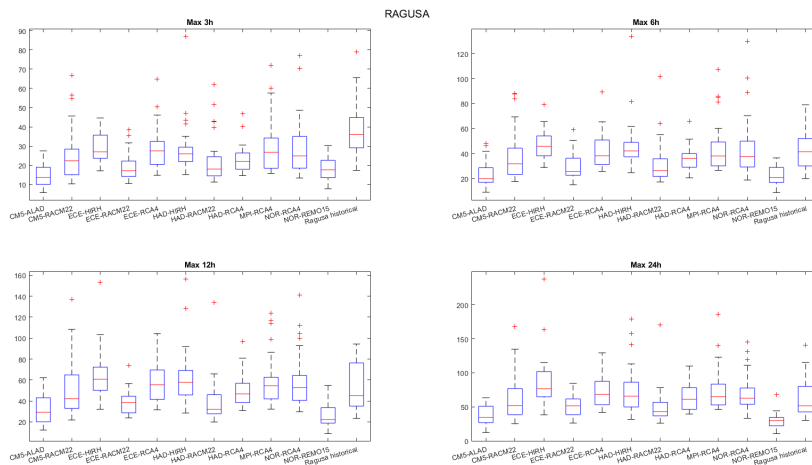 RAGUSA
Max 3h
90
80
70
60
50
40
30
20
10
CM5-ALAD
CM5-RACM22
ECE-HIRH
ECE-RACM22
ECE-RCA4
HAD-HIRH
HAD-RACM22
HAD-RCA4
MPI-RCA4
NOR-RCA4
NOR-REMO15
Ragusa historical
Max 6h
140
120
100
80
60
40
20
CM5-ALAD
CM5-RACM22
ECE-HIRH
ECE-RACM22
ECE-RCA4
HAD-HIRH
HAD-RACM22
HAD-RCA4
MPI-RCA4
NOR-RCA4
NOR-REMO15
Ragusa historical
Max 12h
160
140
120
100
80
60
40
20
CM5-ALAD
CM5-RACM22
ECE-HIRH
ECE-RACM22
ECE-RCA4
HAD-HIRH
HAD-RACM22
HAD-RCA4
MPI-RCA4
NOR-RCA4
NOR-REMO15
Ragusa historical
Max 24h
200
150
100
50
0
CM5-ALAD
CM5-RACM22
ECE-HIRH
ECE-RACM22
ECE-RCA4
HAD-HIRH
HAD-RACM22
HAD-RCA4
MPI-RCA4
NOR-RCA4
NOR-REMO15
Ragusa historical